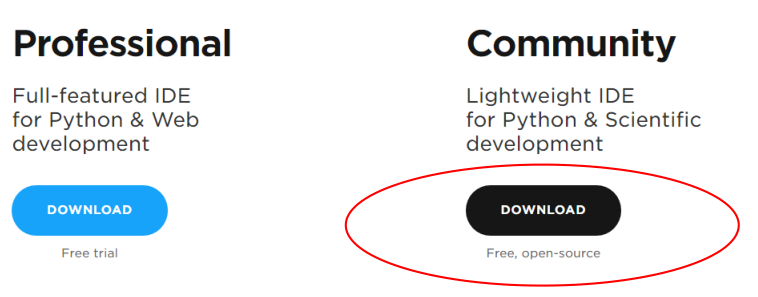 Professional
Full-featured IDE
for Python & Web
development
DOWNLOAD
Free trial
Community
Lightweight IDE
for Python & Scientific
development
DOWNLOAD
Free, open-source